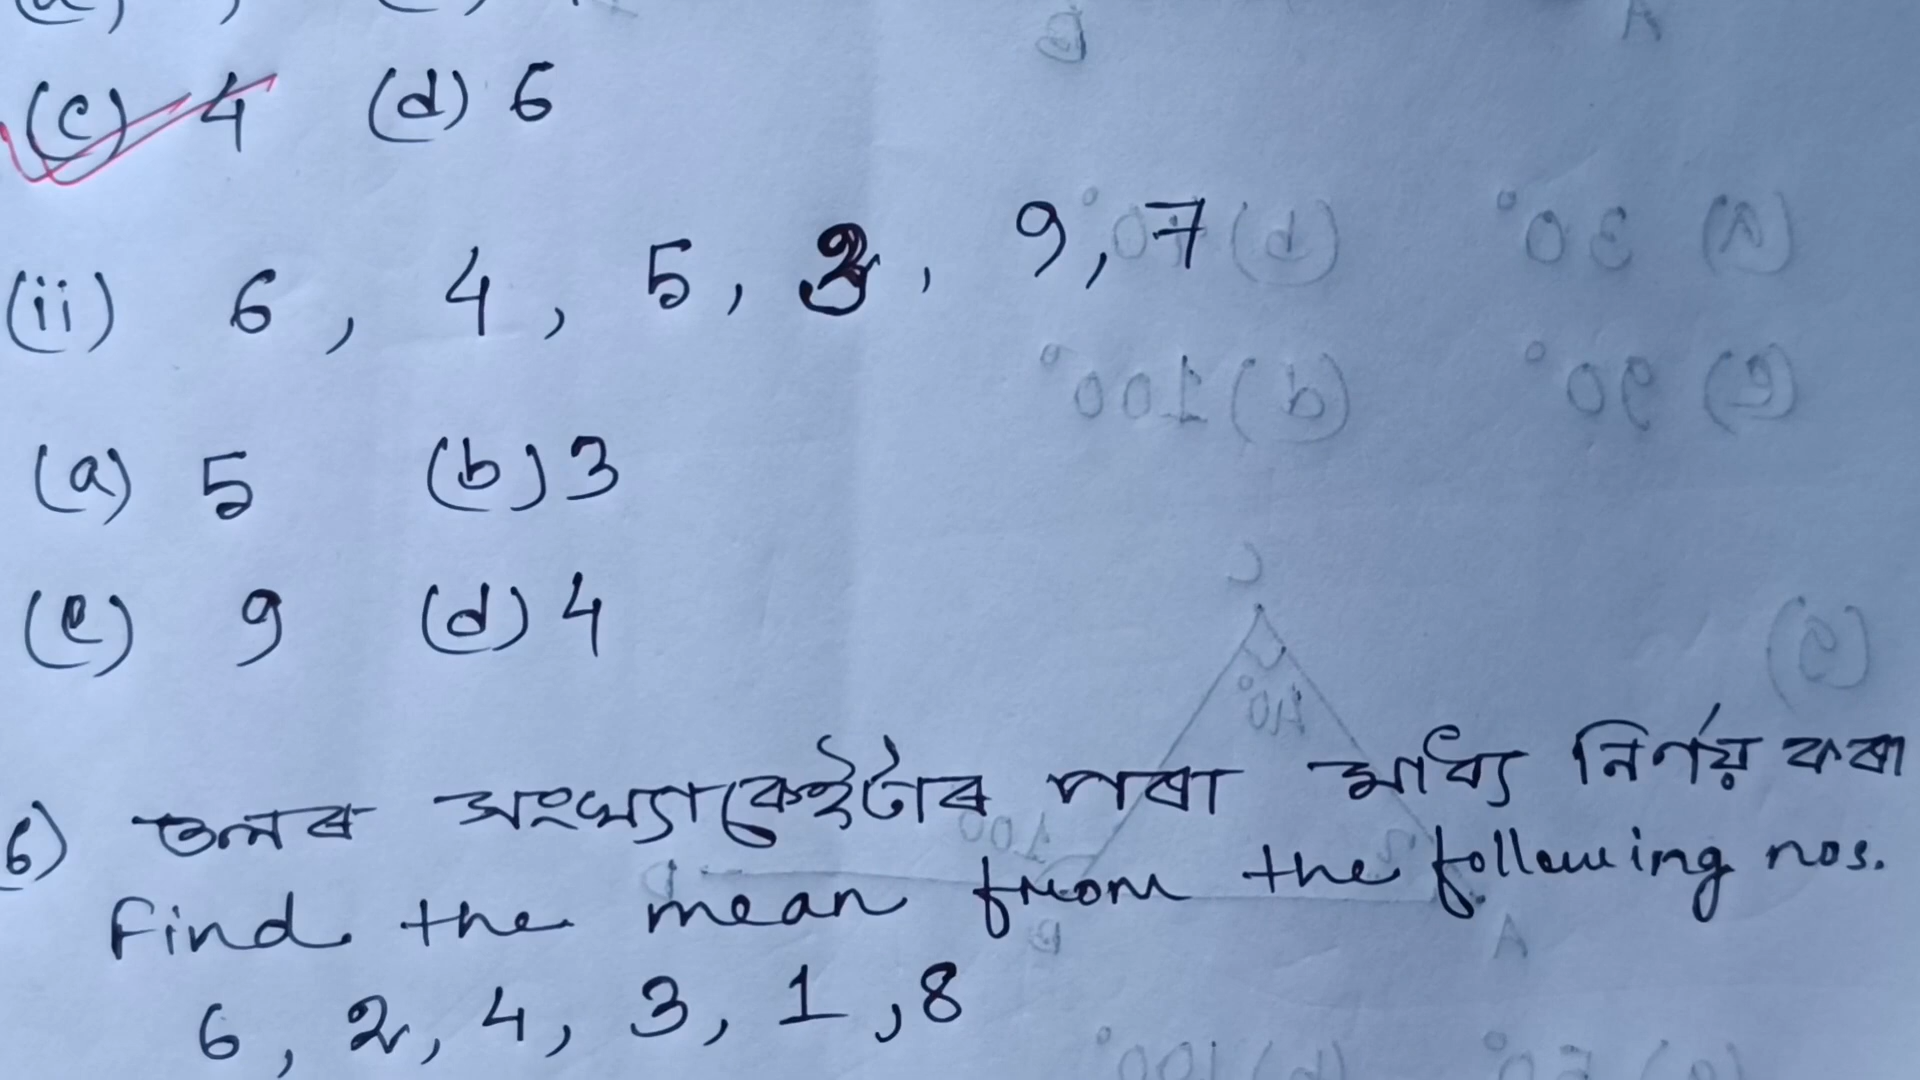 (c) 4 (d) 6
(ii) 6, 4, 5, 3, 9, 7
(a) 5 (b) 3
(c) 9 (d) 4
6) তলৰ সংখ্যাকেইটাৰ পৰা মাধ্য নিৰ্ণয় কৰা
Find the mean from the following nos.
6, 2, 4, 3, 1, 8